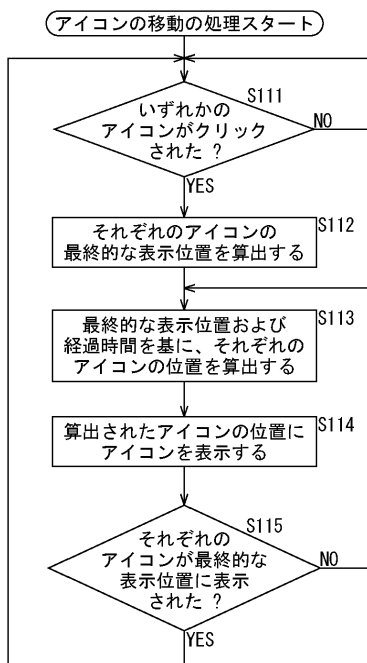 アイコンの移動の処理スタート
S111
いずれかの
アイコンがクリック
された ?
NO
YES
S112
それぞれのアイコンの
最終的な表示位置を算出する
S113
最終的な表示位置および
経過時間を基に、それぞれの
アイコンの位置を算出する
S114
算出されたアイコンの位置に
アイコンを表示する
S115
それぞれの
アイコンが最終的な
表示位置に表示
された ?
NO
YES